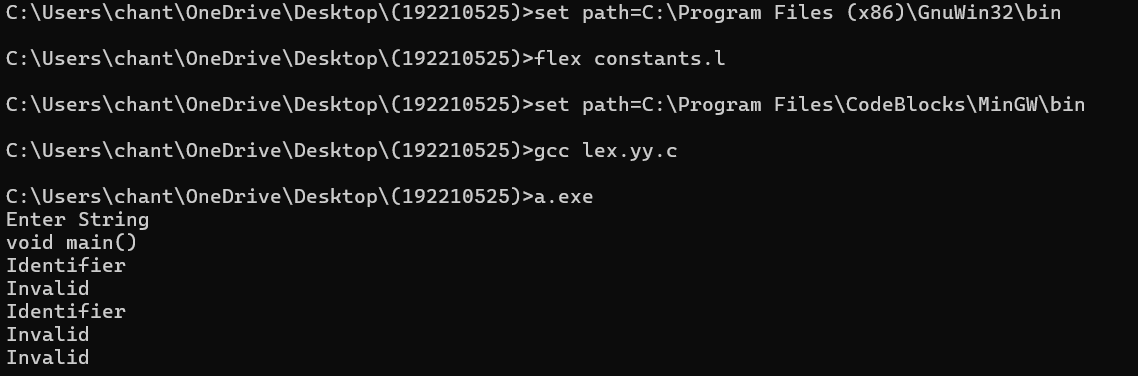 C:\Users\chant\OneDrive\Desktop\(192210525)>set path=C:\Program Files (x86)\GnuWin32\bin
C:\Users\chant\OneDrive\Desktop\(192210525)>flex constants.l
C:\Users\chant\OneDrive\Desktop\(192210525)>set path=C:\Program Files\CodeBlocks\MinGW\bin
C:\Users\chant\OneDrive\Desktop\(192210525)>gcc lex.yy.c
C:\Users\chant\OneDrive\Desktop\(192210525)>a.exe
Enter String
void main()
Identifier
Invalid
Identifier
Invalid
Invalid